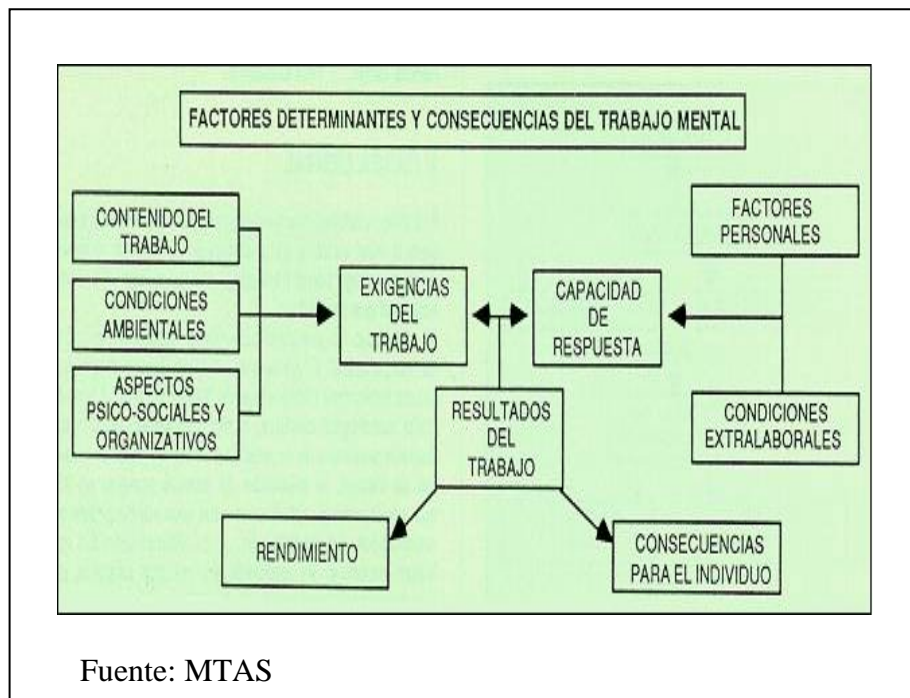 FACTORES DETERMINANTES Y CONSECUENCIAS DEL TRABAJO MENTAL
CONTENIDO DEL
TRABAJO
CONDICIONES
AMBIENTALES
ASPECTOS
PSICO-SOCIALES Y
ORGANIZATIVOS
EXIGENCIAS
DEL
TRABAJO
CAPACIDAD
DE
RESPUESTA
FACTORES
PERSONALES
CONDICIONES
EXTRALABORALES
RESULTADOS
DEL
TRABAJO
RENDIMIENTO
CONSECUENCIAS
PARA EL INDIVIDUO
Fuente: MTAS